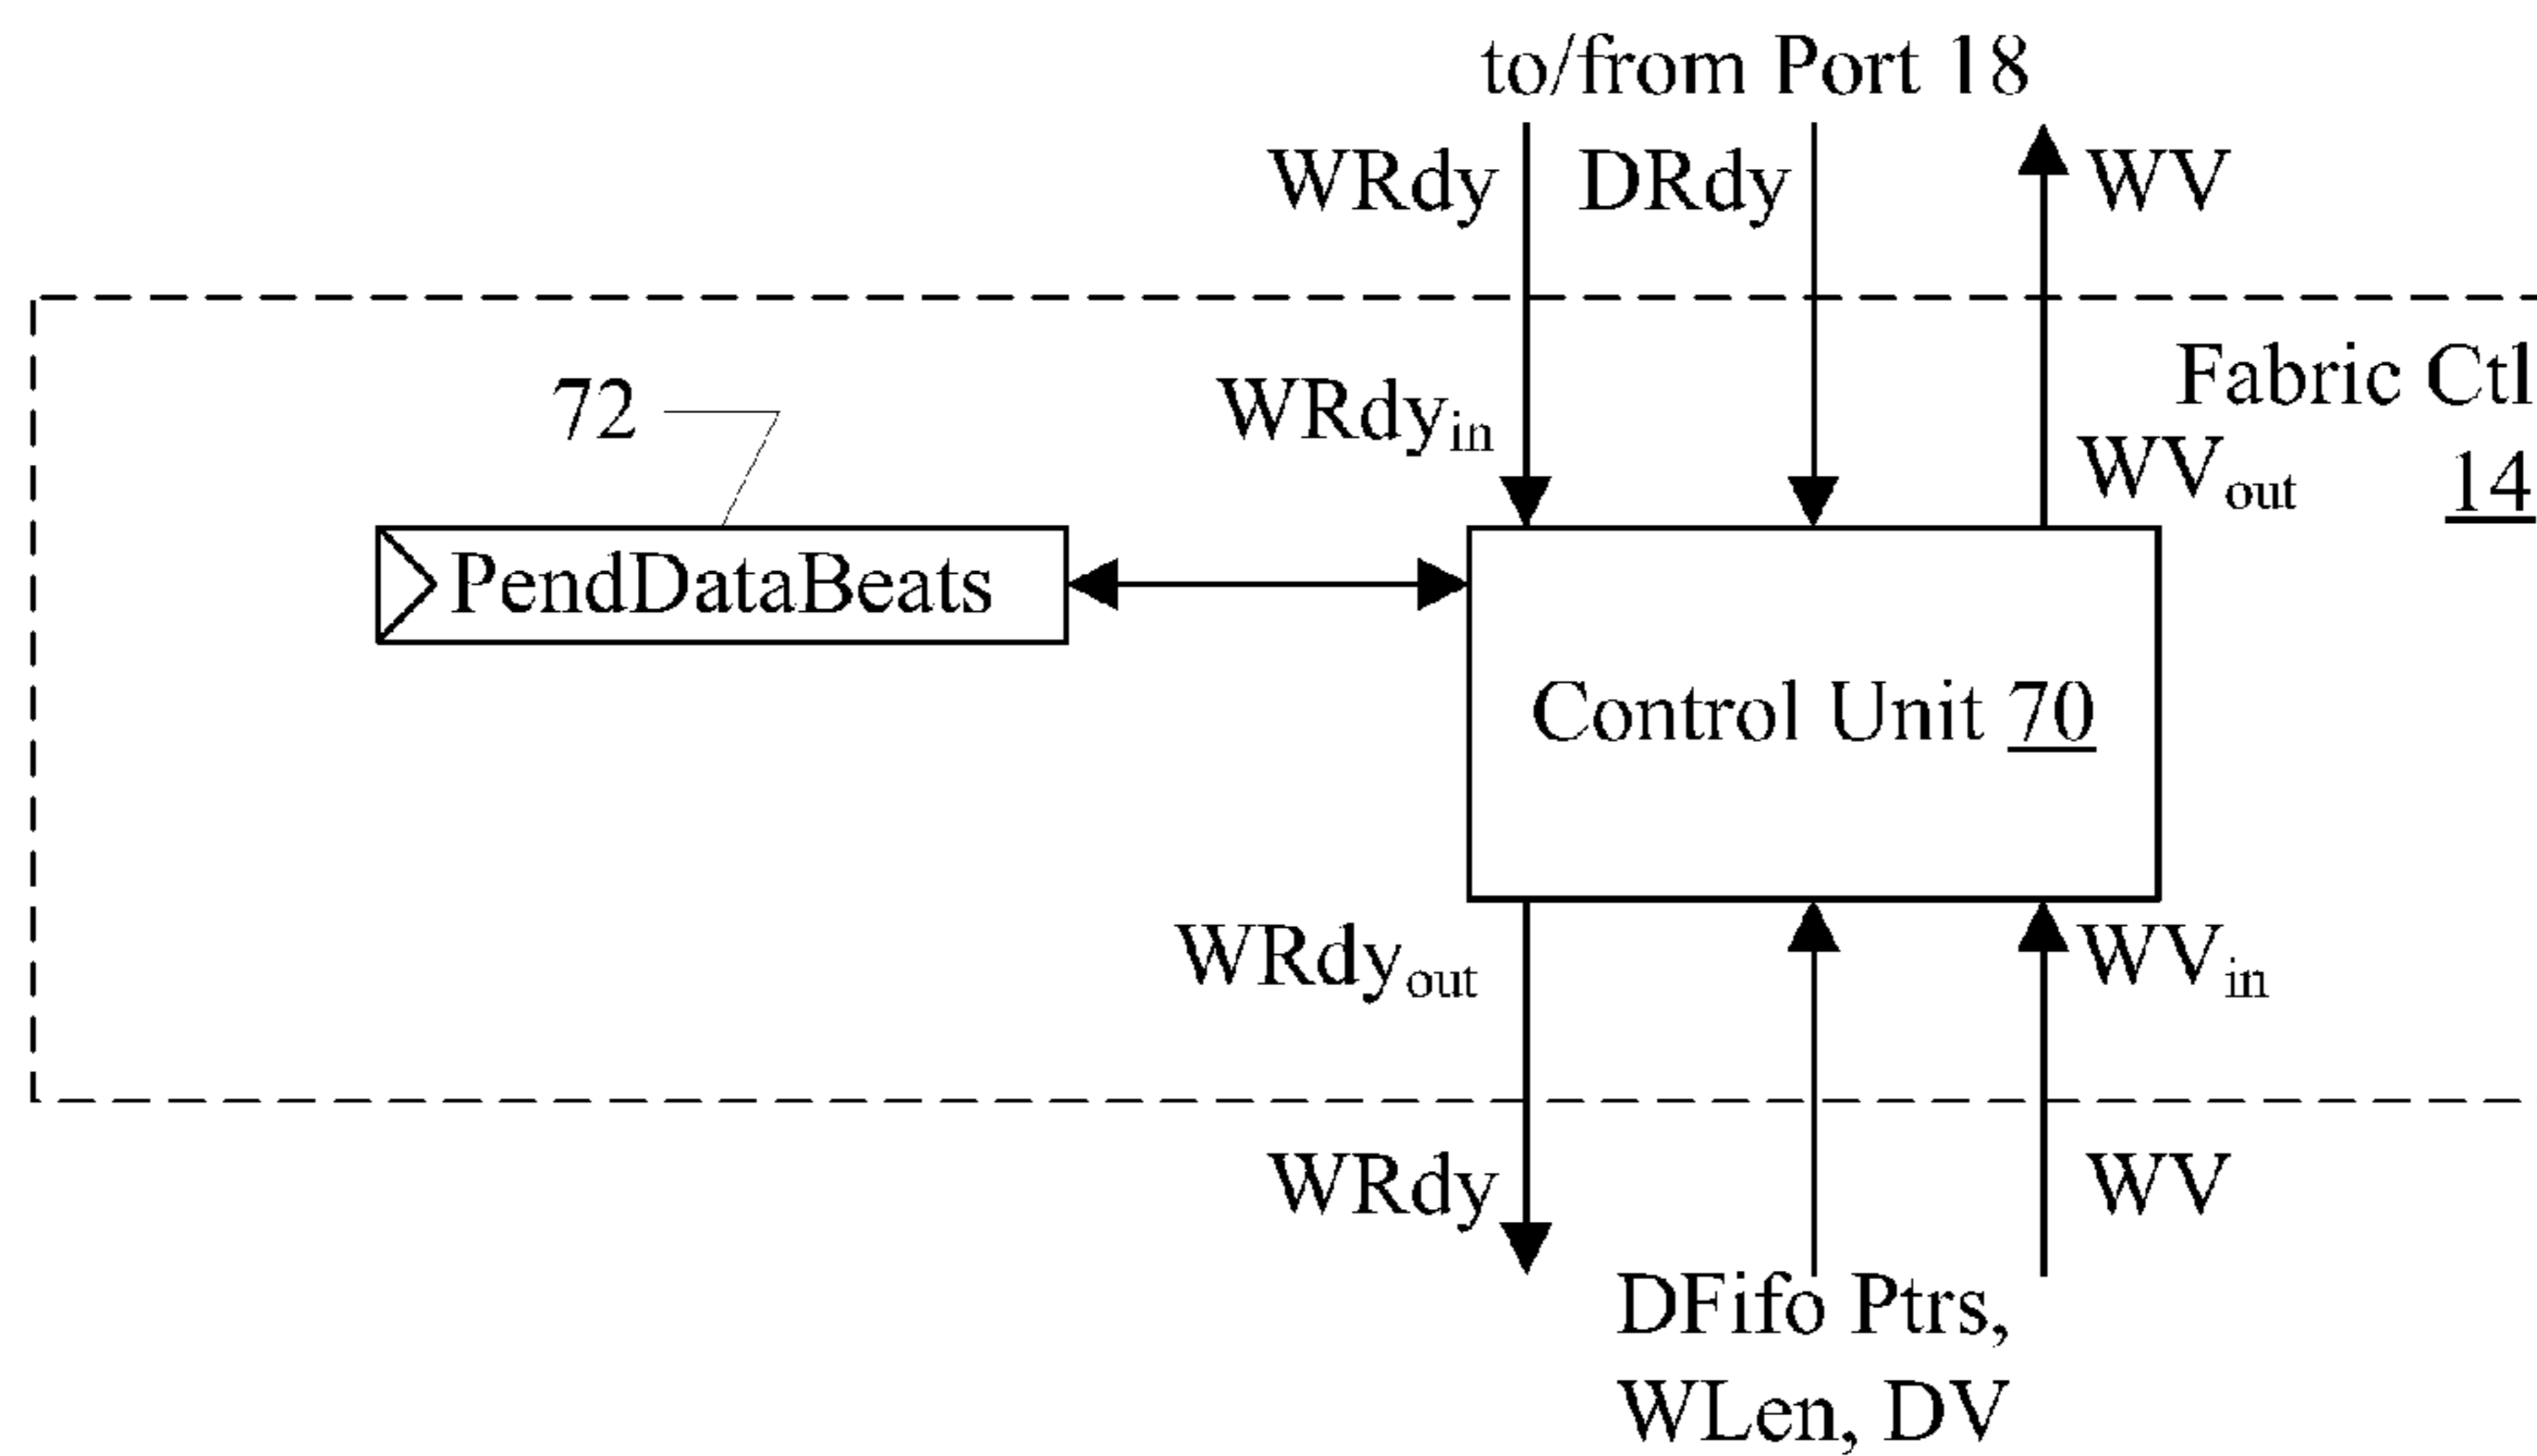 to/from Port 18
WRdy DRdy WV
Fabric Ctl
72 WRdyin WVout 14
PendDataBeats
Control Unit 70
WRdyout WVin
WRdy WV
DFifo Ptrs,
WLen, DV